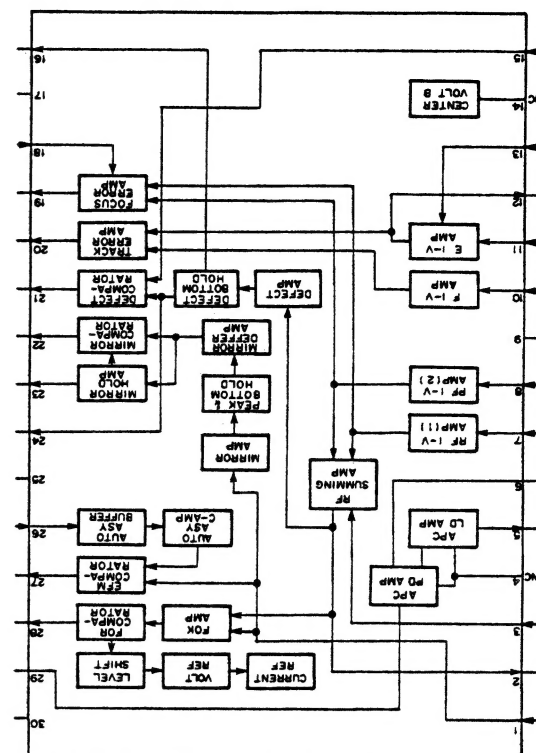 1
30
2
29
CURRENT
REF
VOLT
REF
LEVEL
SHIFT
3
28
FOK
AMP
FOR
COMPA-
RATOR
NC 4
APC
PD AMP
27
EFM
COMPA-
RATOR
5
APC
LD AMP
26
AUTO
ASY
C-AMP
AUTO
ASY
BUFFER
6
25
RF
SUMMING
AMP
MIRROR
AMP
7
RF I-V
AMP(1)
24
PEAK &
BOTTOM
HOLD
8
RF I-V
AMP(2)
23
MIRROR
HOLD
AMP
9
22
MIRROR
DEFFER
AMP
MIRROR
COMPA-
RATOR
10
F I-V
AMP
21
DEFECT
AMP
DEFECT
BOTTOM
HOLD
DEFECT
COMPA-
RATOR
11
E I-V
AMP
20
TRACK
ERROR
AMP
12
19
FOCUS
ERROR
AMP
13
18
14
CENTER
VOLT B
17
15
16